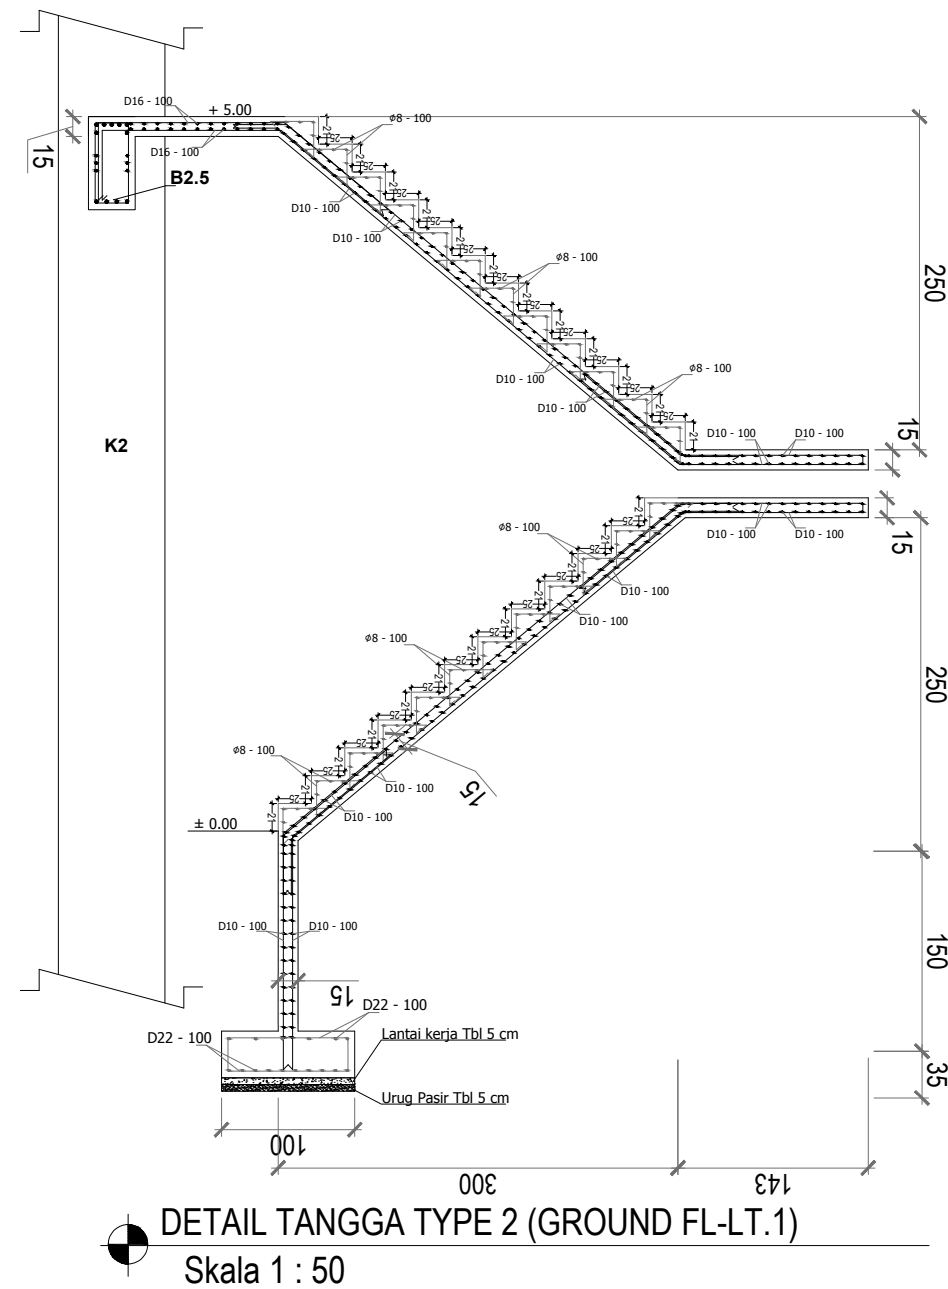 D16 - 100
+ 5.00
ø8 - 100
D16 - 100
15
B2.5
D10 - 100
D10 - 100
ø8 - 100
250
ø8 - 100
D10 - 100
D10 - 100
K2
15
D10 - 100
D10 - 100
ø8 - 100
D10 - 100
D10 - 100
15
D10 - 100
D10 - 100
ø8 - 100
250
ø8 - 100
D10 - 100
15
D10 - 100
± 0.00
D10 - 100
D10 - 100
150
15
D22 - 100
D22 - 100
Lantai kerja Tbl 5 cm
35
Urug Pasir Tbl 5 cm
100
300
143
DETAIL TANGGA TYPE 2 (GROUND FL-LT.1)
Skala 1 : 50